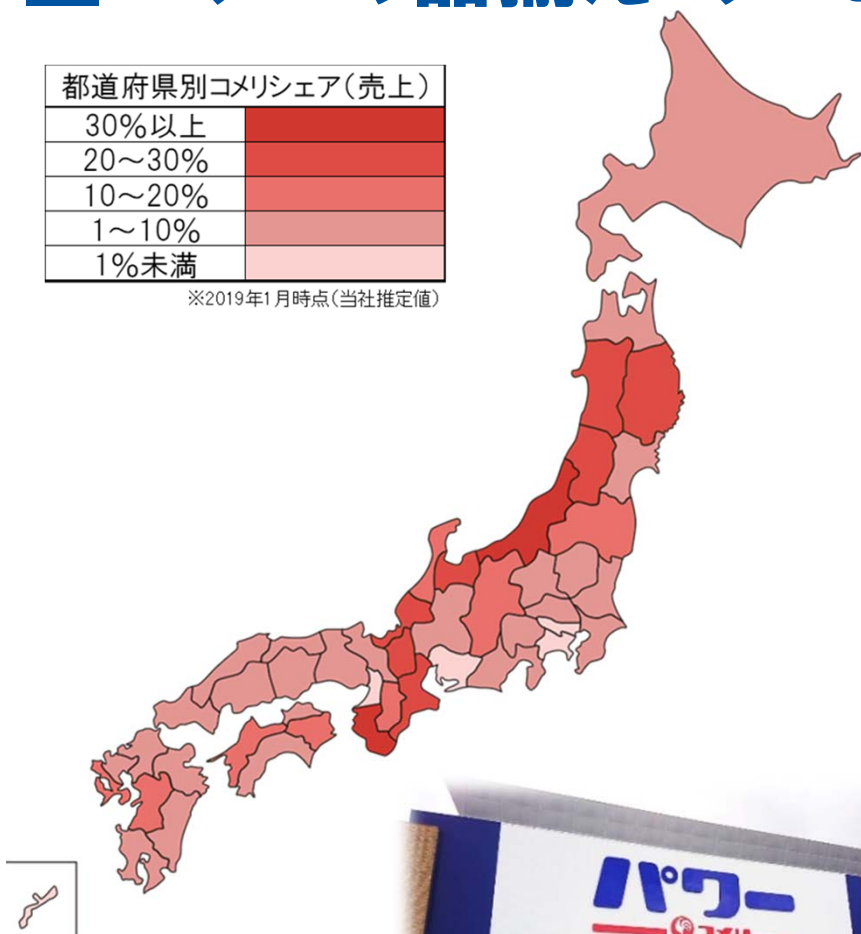 都道府県別コメリシェア(売上)
30%以上
20～30%
10～20%
1～10%
1%未満
※2019年1月時点(当社推定値)
パワー